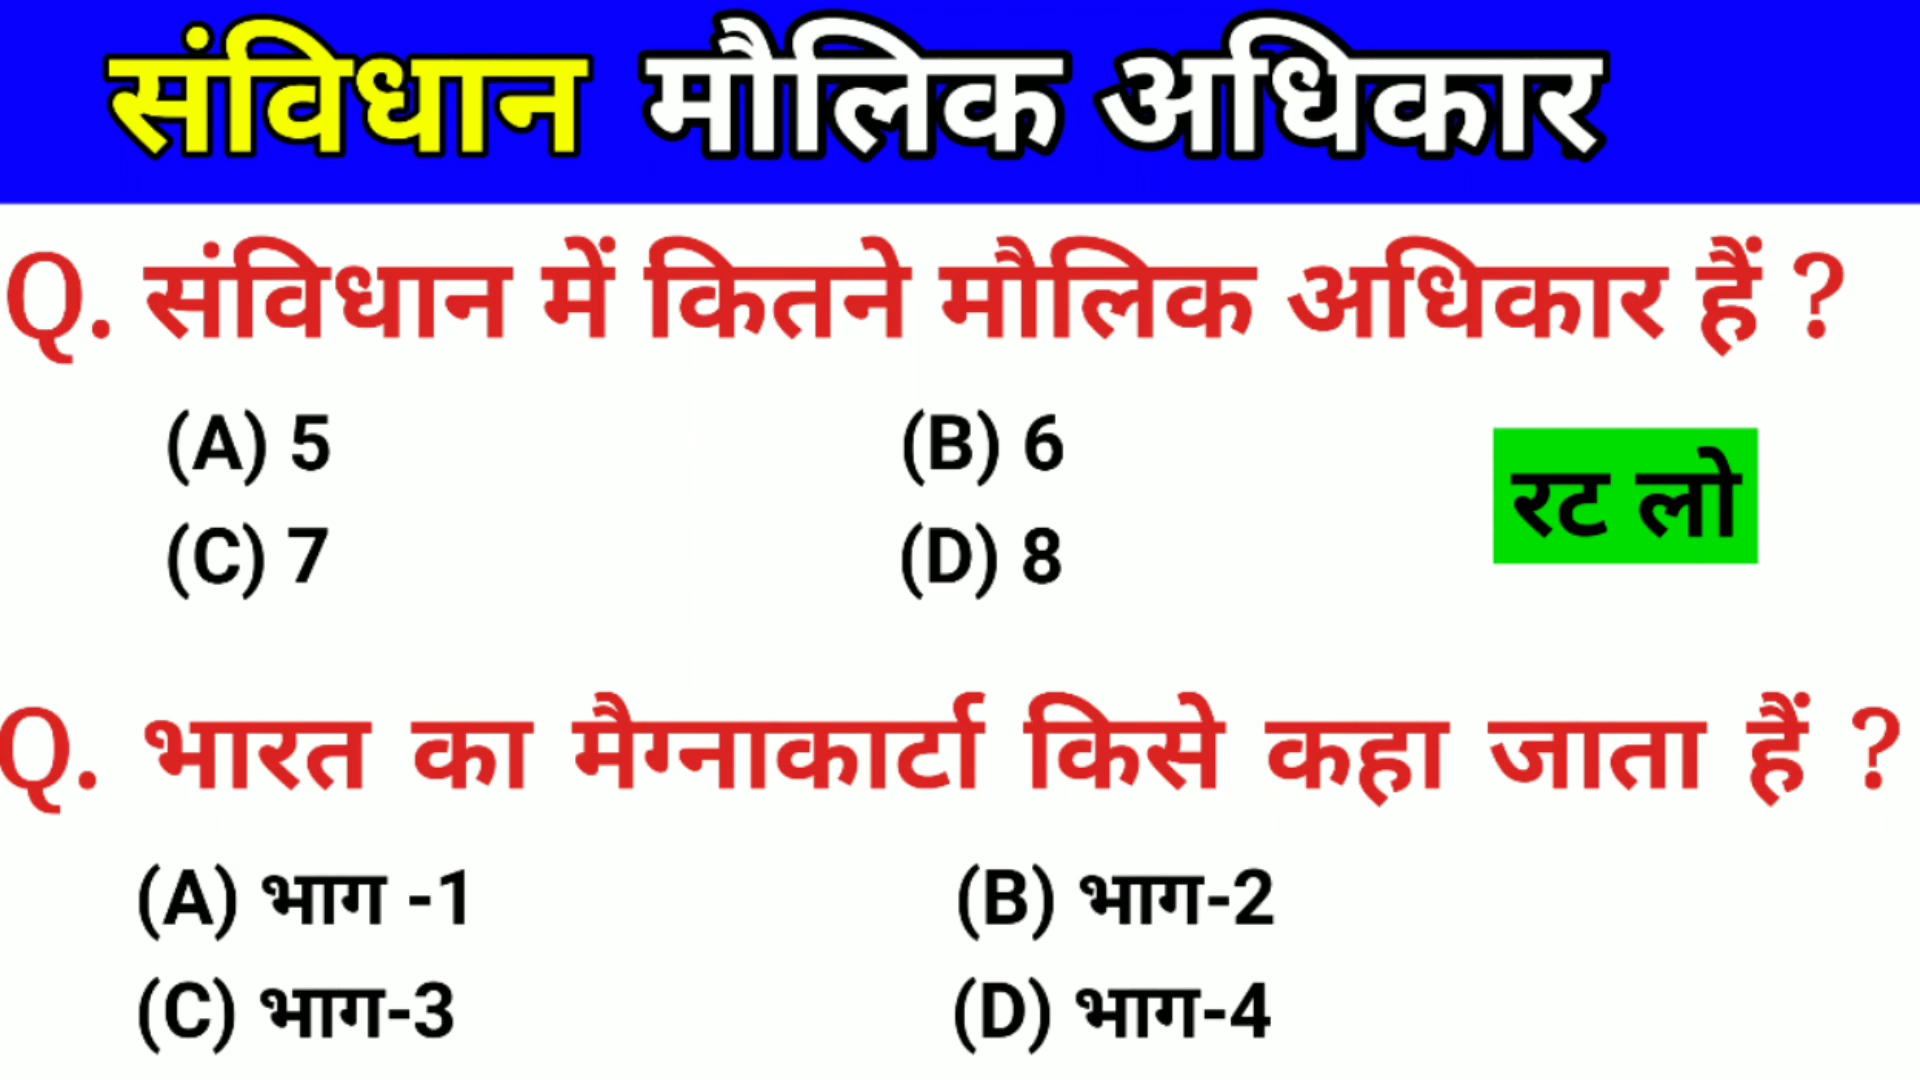 संविधान मौलिक अधिकार
Q. संविधान में कितने मौलिक अधिकार हैं ?
(A) 5 (B) 6
रट लो
(C) 7 (D) 8
Q. भारत का मैग्नाकार्टा किसे कहा जाता हैं ?
(A) भाग -1 (B) भाग-2
(C) भाग-3 (D) भाग-4